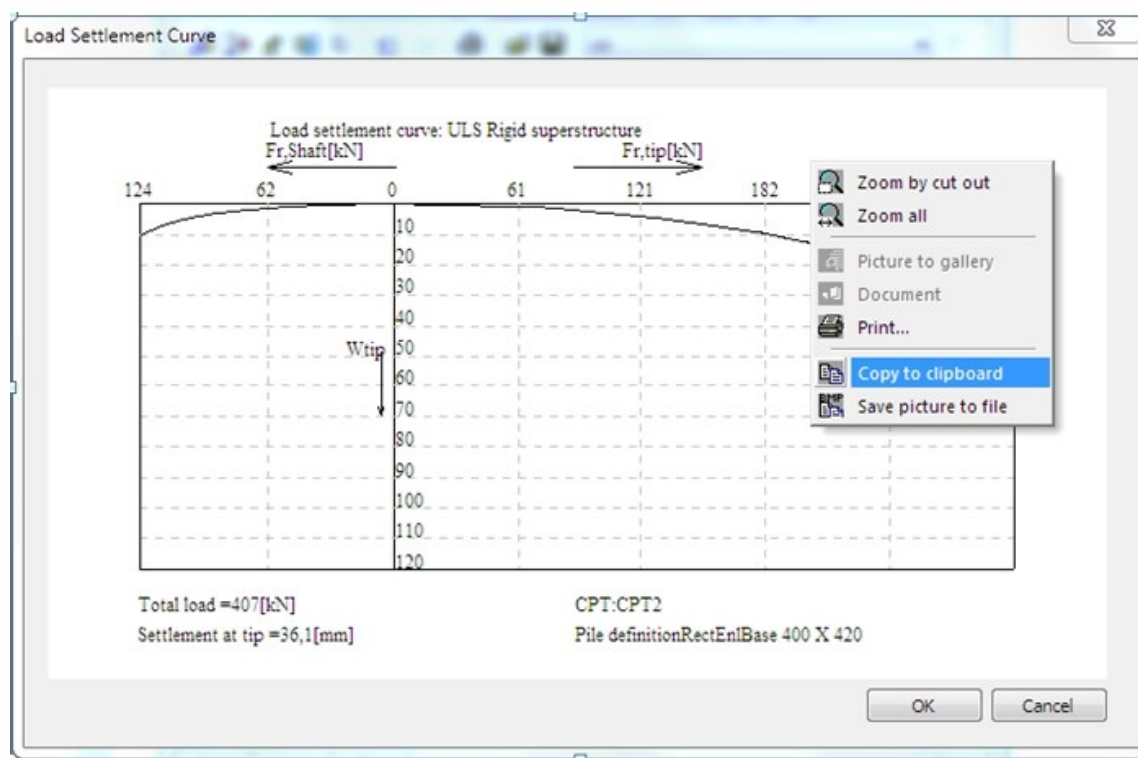 Load Settlement Curve
Load settlement curve: ULS Rigid superstructure
Fr,Shaft[kN] Fr,tip[kN]
124 62 0 61 121 182
10
20
30
40
Wtip 50
60
70
80
90
100
110
120
Zoom by cut out
Zoom all
Picture to gallery
Document
Print...
Copy to clipboard
BMP Save picture to file
Total load =407[kN] CPT:CPT2
Settlement at tip =36,1[mm] Pile definitionRectEnlBase 400 X 420
OK Cancel